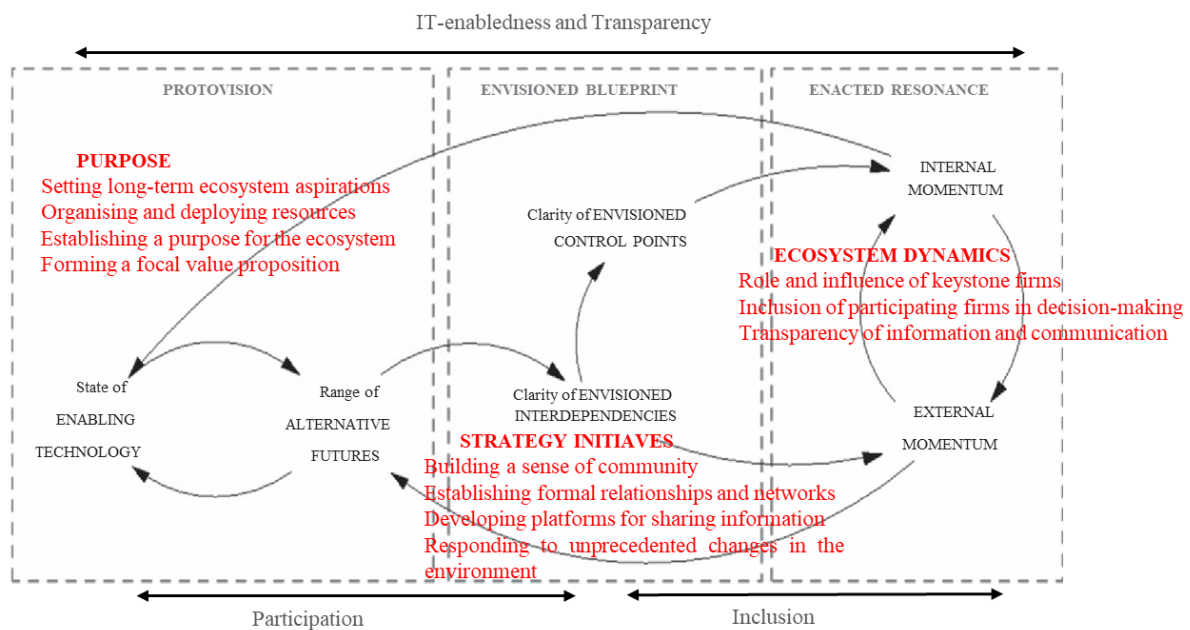 IT-enabledness and Transparency
PROTOVISION
ENVISIONED BLUEPRINT
ENACTED RESONANCE
PURPOSE
Setting long-term ecosystem aspirations
Organising and deploying resources
Establishing a purpose for the ecosystem
Forming a focal value proposition
INTERNAL
MOMENTUM
Clarity of ENVISIONED
CONTROL POINTS
ECOSYSTEM DYNAMICS
Role and influence of keystone firms
Inclusion of participating firms in decision-making
Transparency of information and communication
State of
ENABLING
TECHNOLOGY
Range of
ALTERNATIVE
FUTURES
Clarity of ENVISIONED
INTERDEPENDENCIES
EXTERNAL
MOMENTUM
STRATEGY INITIAVES
Building a sense of community
Establishing formal relationships and networks
Developing platforms for sharing information
Responding to unprecedented changes in the
environment
Participation
Inclusion